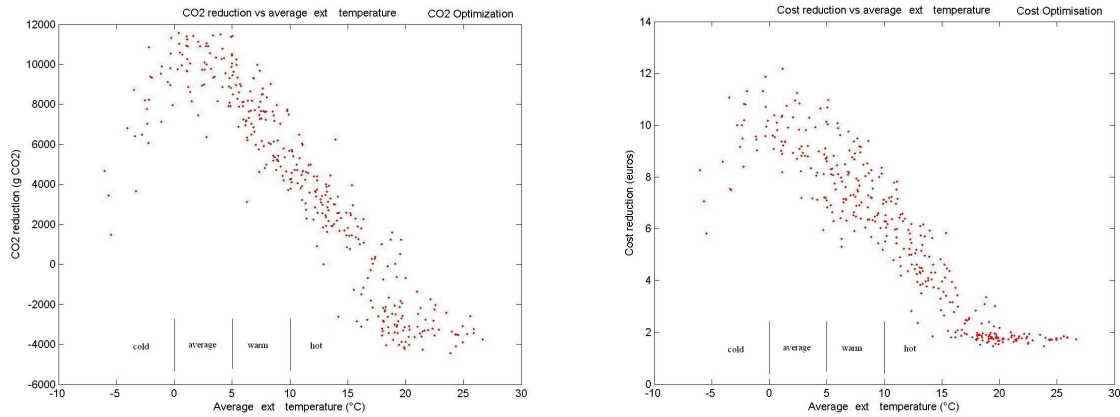 CO2 reduction vs average ext temperature CO2 Optimization
12000
10000
8000
6000
4000
2000
0
-2000
-4000
-6000
CO2 reduction (g CO2)
cold average warm hot
-10 -5 0 5 10 15 20 25 30
Average ext temperature (°C)
Cost reduction vs average ext temperature Cost Optimisation
14
12
10
8
6
4
2
0
Cost reduction (euros)
cold average warm hot
-10 -5 0 5 10 15 20 25 30
Average ext temperature (°C)